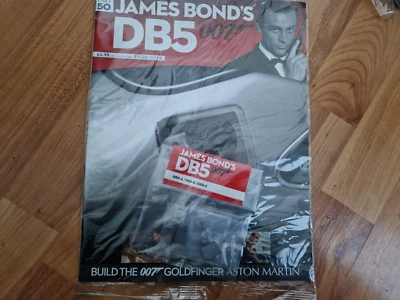 50
JAMES BOND'S
DB5 007
JAMES BOND'S
DB5 007
BUILD THE 007 GOLDFINGER ASTON MARTIN